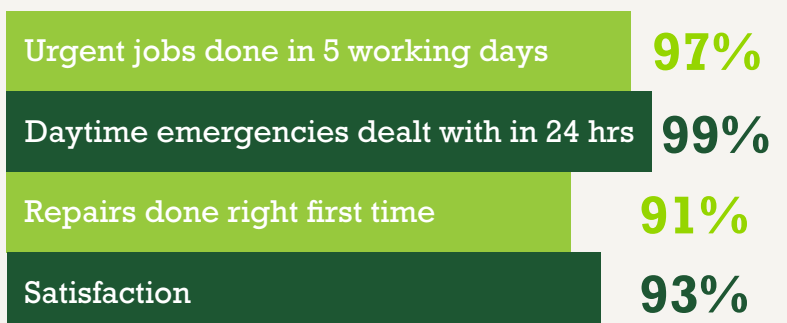 Urgent jobs done in 5 working days 97%
Daytime emergencies dealt with in 24 hrs 99%
Repairs done right first time 91%
Satisfaction 93%